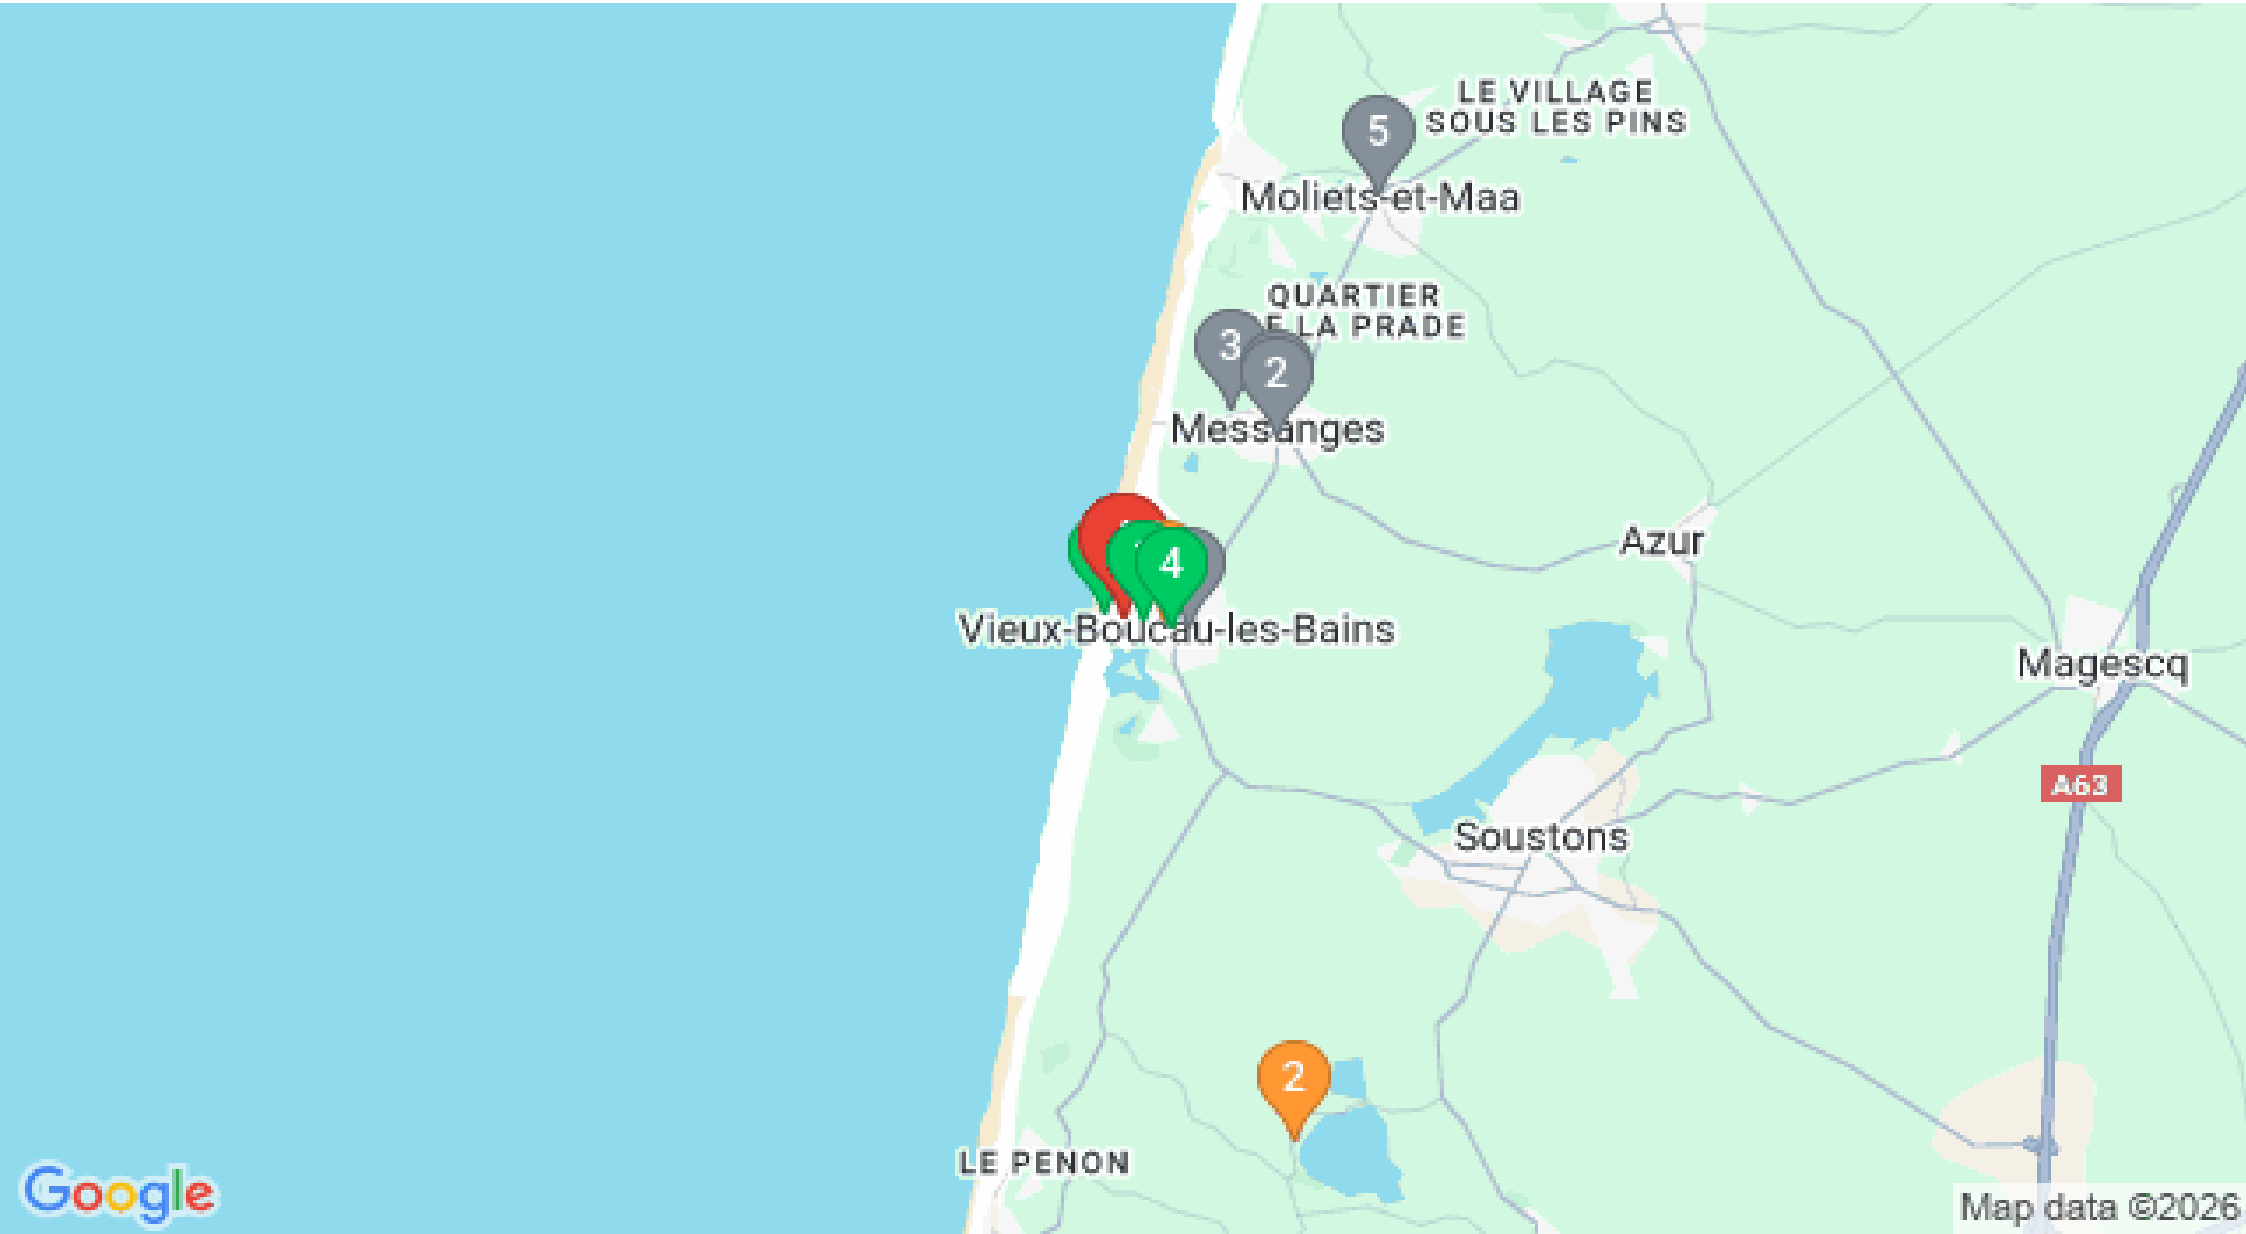 LE VILLAGE
SOUS LES PINS
5
Moliets-et-Maa
QUARTIER
LA PRADE
3
2
Messanges
Azur
4
Vieux-Boucau-les-Bains
Magescq
A63
Soustons
2
LE PENON
Google
Map data ©2026